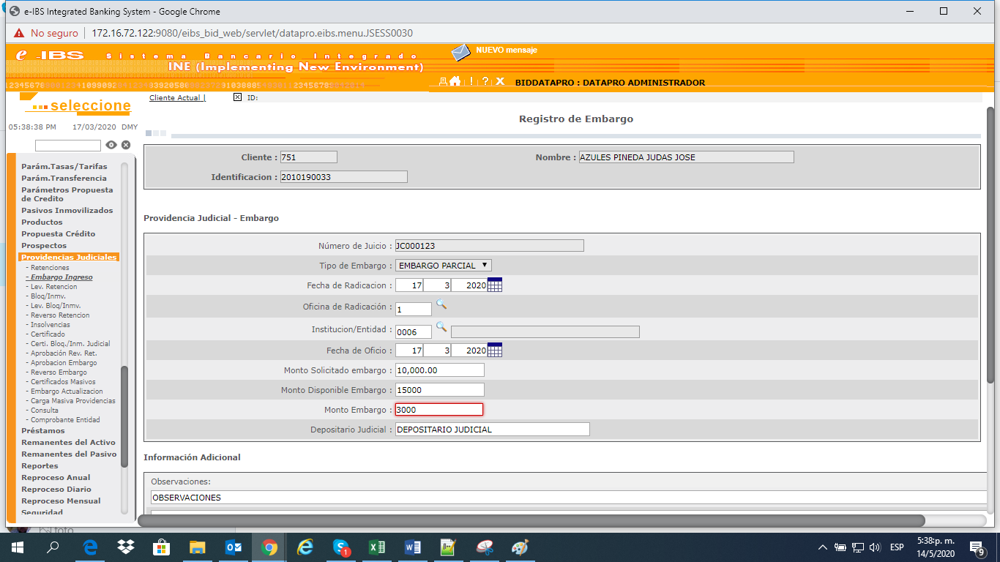 e-IBS Integrated Banking System - Google Chrome
No seguro 172.16.72.122:9080/eibs_bid_web/servlet/datapro.eibs.menu.JSESS0030
e -IBS Sistema Bancario Integrado
NUEVO mensaje
INE (Implementing New Environment)
BIDDATAPRO : DATAPRO ADMINISTRADOR
seleccione
Cliente Actual | ID:
05:38:38 PM 17/03/2020 DMY
Registro de Embargo
Cliente : 751
Nombre : AZULES PINEDA JUDAS JOSE
Identificacion : 2010190033
Providencia Judicial - Embargo
Número de Juicio : JC000123
Tipo de Embargo : EMBARGO PARCIAL
Fecha de Radicacion : 17 3 2020
Oficina de Radicación : 1
Institucion/Entidad : 0006
Fecha de Oficio : 17 3 2020
Monto Solicitado embargo : 10,000.00
Monto Disponible Embargo : 15000
Monto Embargo : 3000
Depositario Judicial : DEPOSITARIO JUDICIAL
Información Adicional
Observaciones:
OBSERVACIONES
Parám.Tasas/Tarifas
Parám.Transferencia
Parámetros Propuesta
de Credito
Pasivos Inmovilizados
Productos
Propuesta Crédito
Prospectos
Providencias Judiciales
- Retenciones
- Embargo Ingreso
- Lev. Retencion
- Bloq/Inmv.
- Lev. Bloq/Inmv.
- Reverso Retencion
- Insolvencias
- Certificado
- Certi. Bloq./Inm. Judicial
- Aprobación Rev. Ret.
- Aprobacion Embargo
- Reverso Embargo
- Certificados Masivos
- Embargo Actualizacion
- Carga Masiva Providencias
- Consulta
- Comprobante Entidad
Préstamos
Remanentes del Activo
Remanentes del Pasivo
Reportes
Reproceso Anual
Reproceso Diario
Reproceso Mensual
Seguridad
foto
ESP
5:38:p. m.
14/5/2020
9